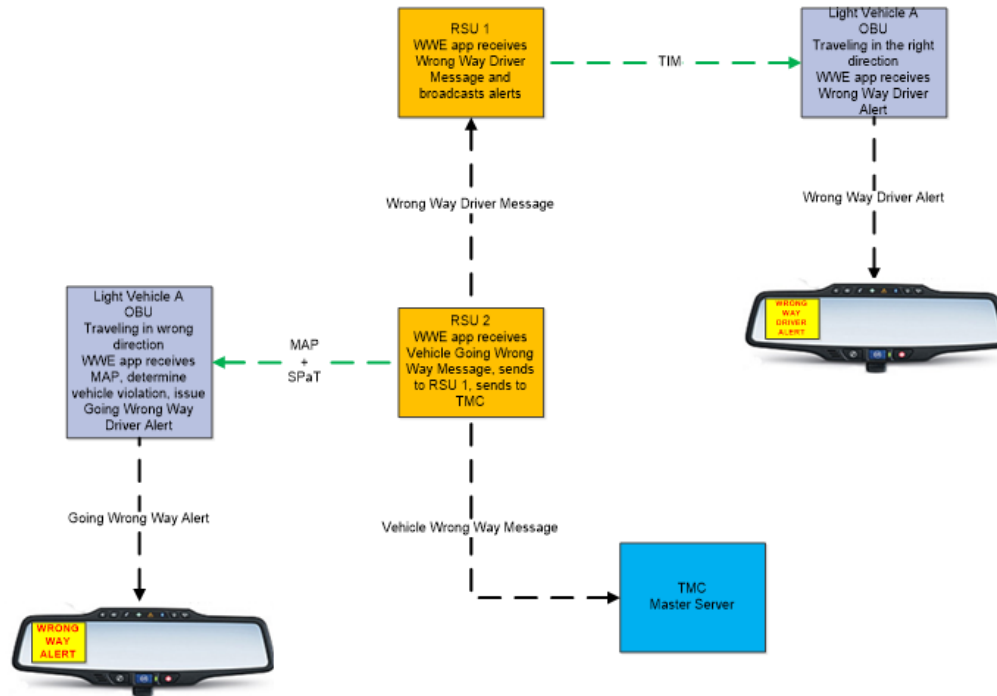 RSU 1
WWE app receives
Wrong Way Driver
Message and
broadcasts alerts
TIM
Light Vehicle A
OBU
Traveling in the right
direction
WWE app receives
Wrong Way Driver
Alert
Wrong Way Driver Message
Wrong Way Driver Alert
WRONG
WAY
DRIVER
ALERT
Light Vehicle A
OBU
Traveling in wrong
direction
WWE app receives
MAP, determine
vehicle violation, issue
Going Wrong Way
Driver Alert
MAP
+
SPaT
RSU 2
WWE app receives
Vehicle Going Wrong
Way Message, sends
to RSU 1, sends to
TMC
Going Wrong Way Alert
Vehicle Wrong Way Message
TMC
Master Server
WRONG
WAY
ALERT